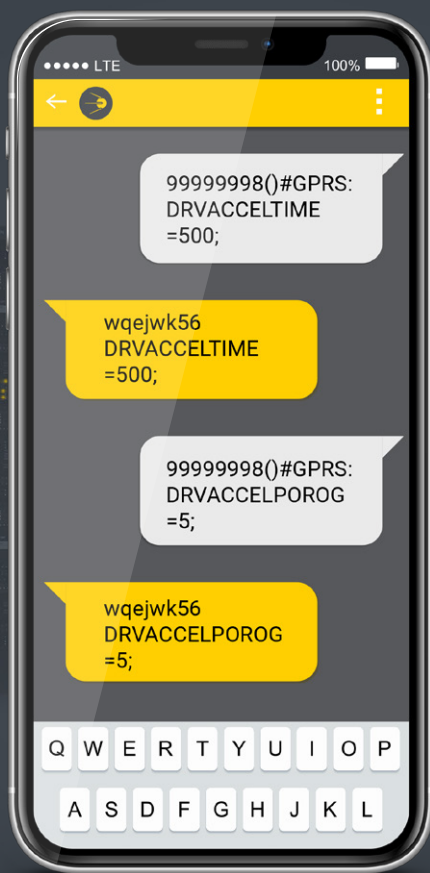 LTE
100%
99999998()#GPRS:
DRVACCELTIME
=500;
wqejwk56
DRVACCELTIME
=500;
99999998()#GPRS:
DRVACCELPOROG
=5;
wqejwk56
DRVACCELPOROG
=5;
Q W E R T Y U I O P
A S D F G H J K L